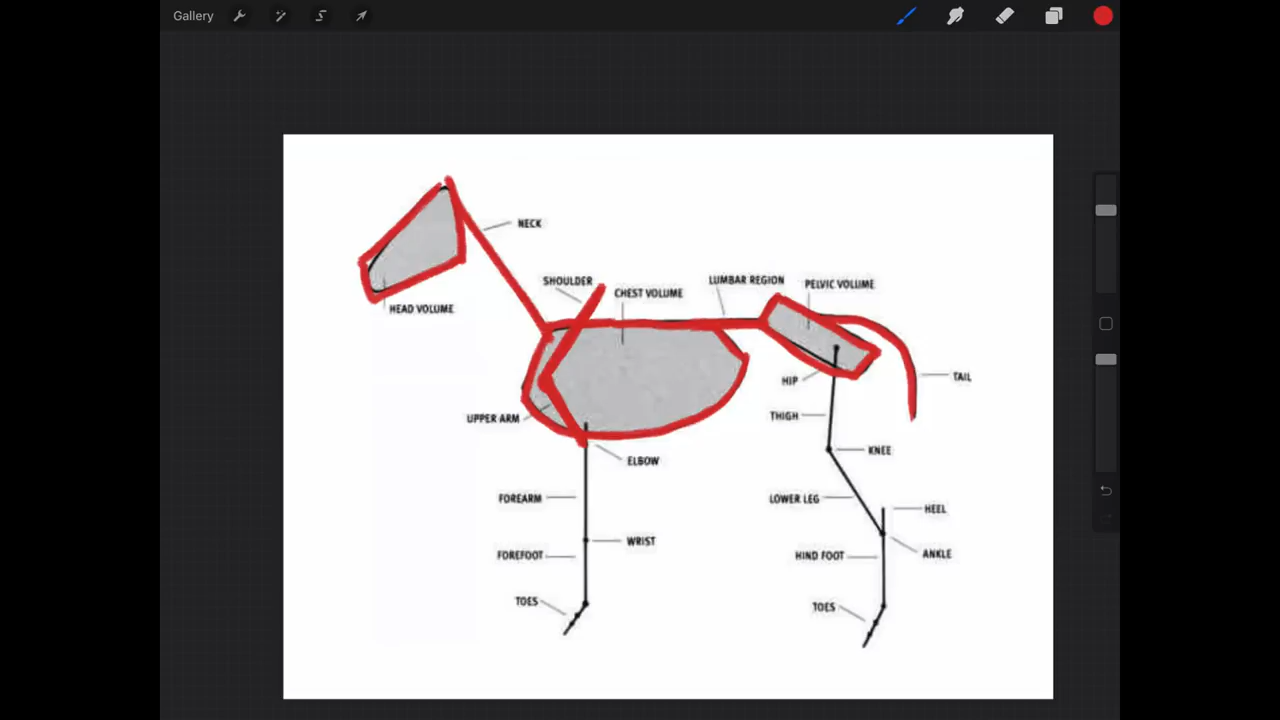 Gallery
NECK
SHOULDER
CHEST VOLUME
LUMBAR REGION
PELVIC VOLUME
HEAD VOLUME
HIP
TAIL
UPPER ARM
THIGH
ELBOW
KNEE
FOREARM
LOWER LEG
HEEL
WRIST
FOREFOOT
HIND FOOT
ANKLE
TOES
TOES